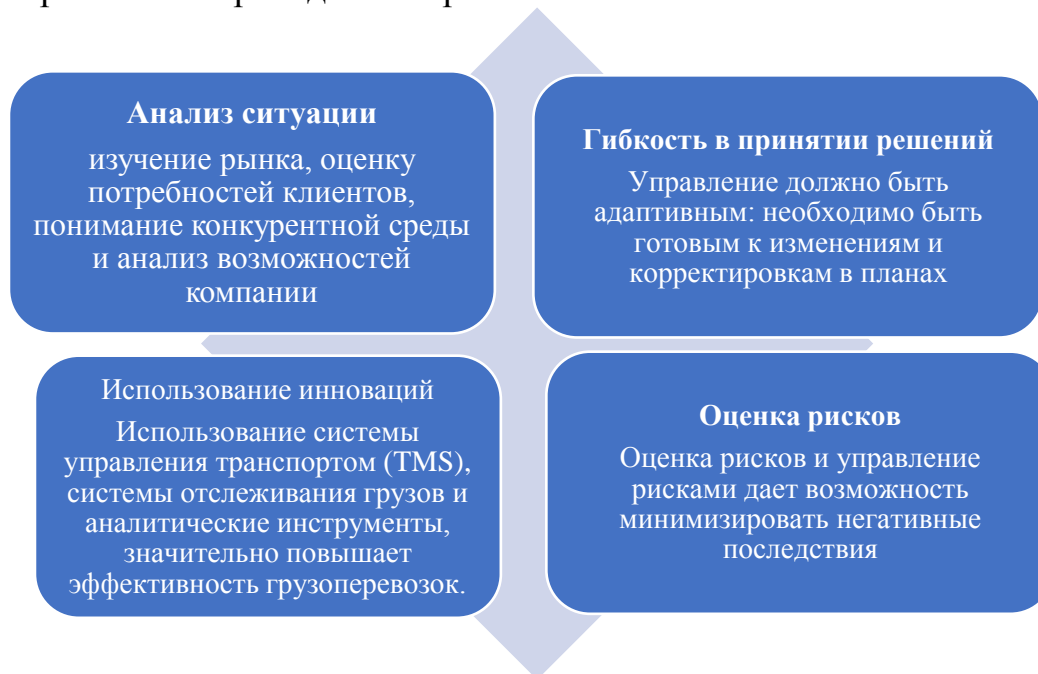 Анализ ситуации
изучение рынка, оценку
потребностей клиентов,
понимание конкурентной среды
и анализ возможностей
компании
Гибкость в принятии решений
Управление должно быть
адаптивным: необходимо быть
готовым к изменениям и
корректировкам в планах
Использование инноваций
Использование системы
управления транспортом (TMS),
системы отслеживания грузов и
аналитические инструменты,
значительно повышает
эффективность грузоперевозок.
Оценка рисков
Оценка рисков и управление
рисками дает возможность
минимизировать негативные
последствия